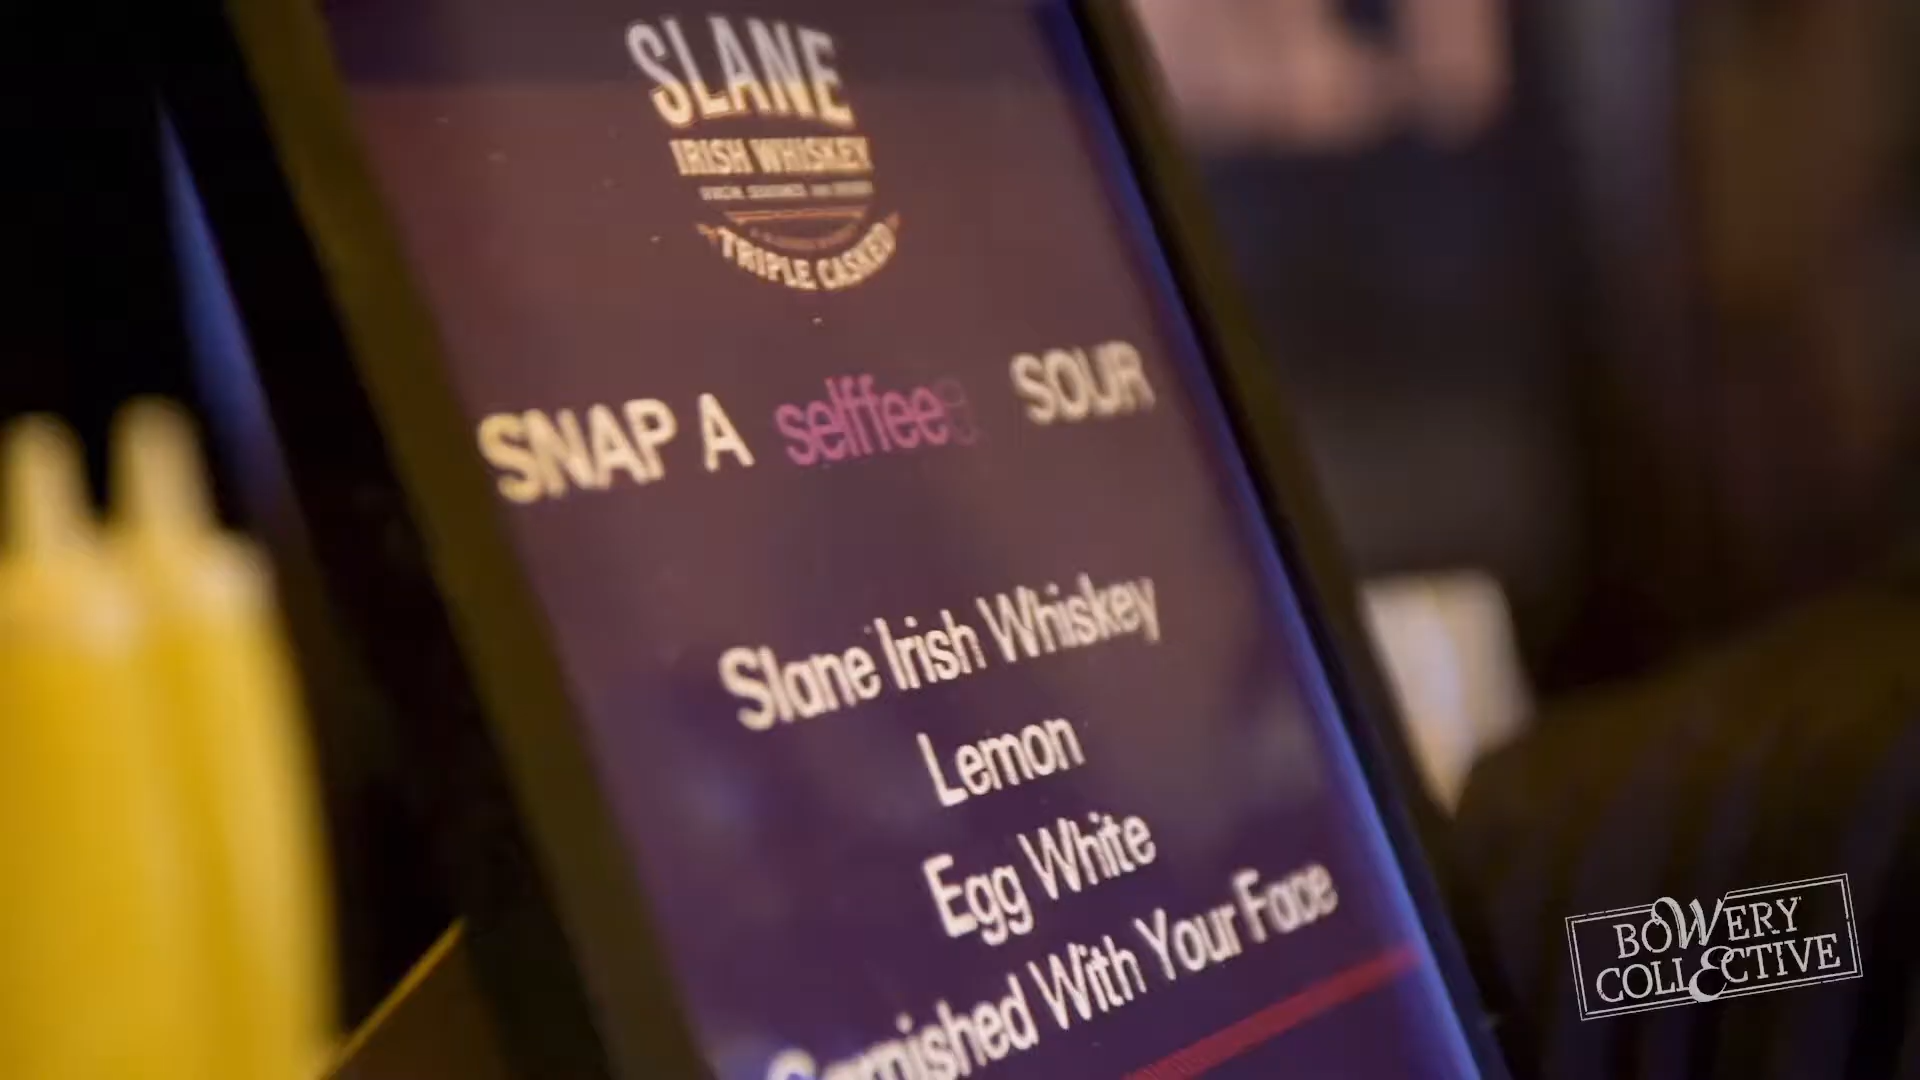 SLANE
IRISH WHISKEY
TRIPLE CASKED
SNAP A selffee SOUR
Slane Irish Whiskey
Lemon
Egg White
Garnished With Your Face
BOWERY
COLLECTIVE